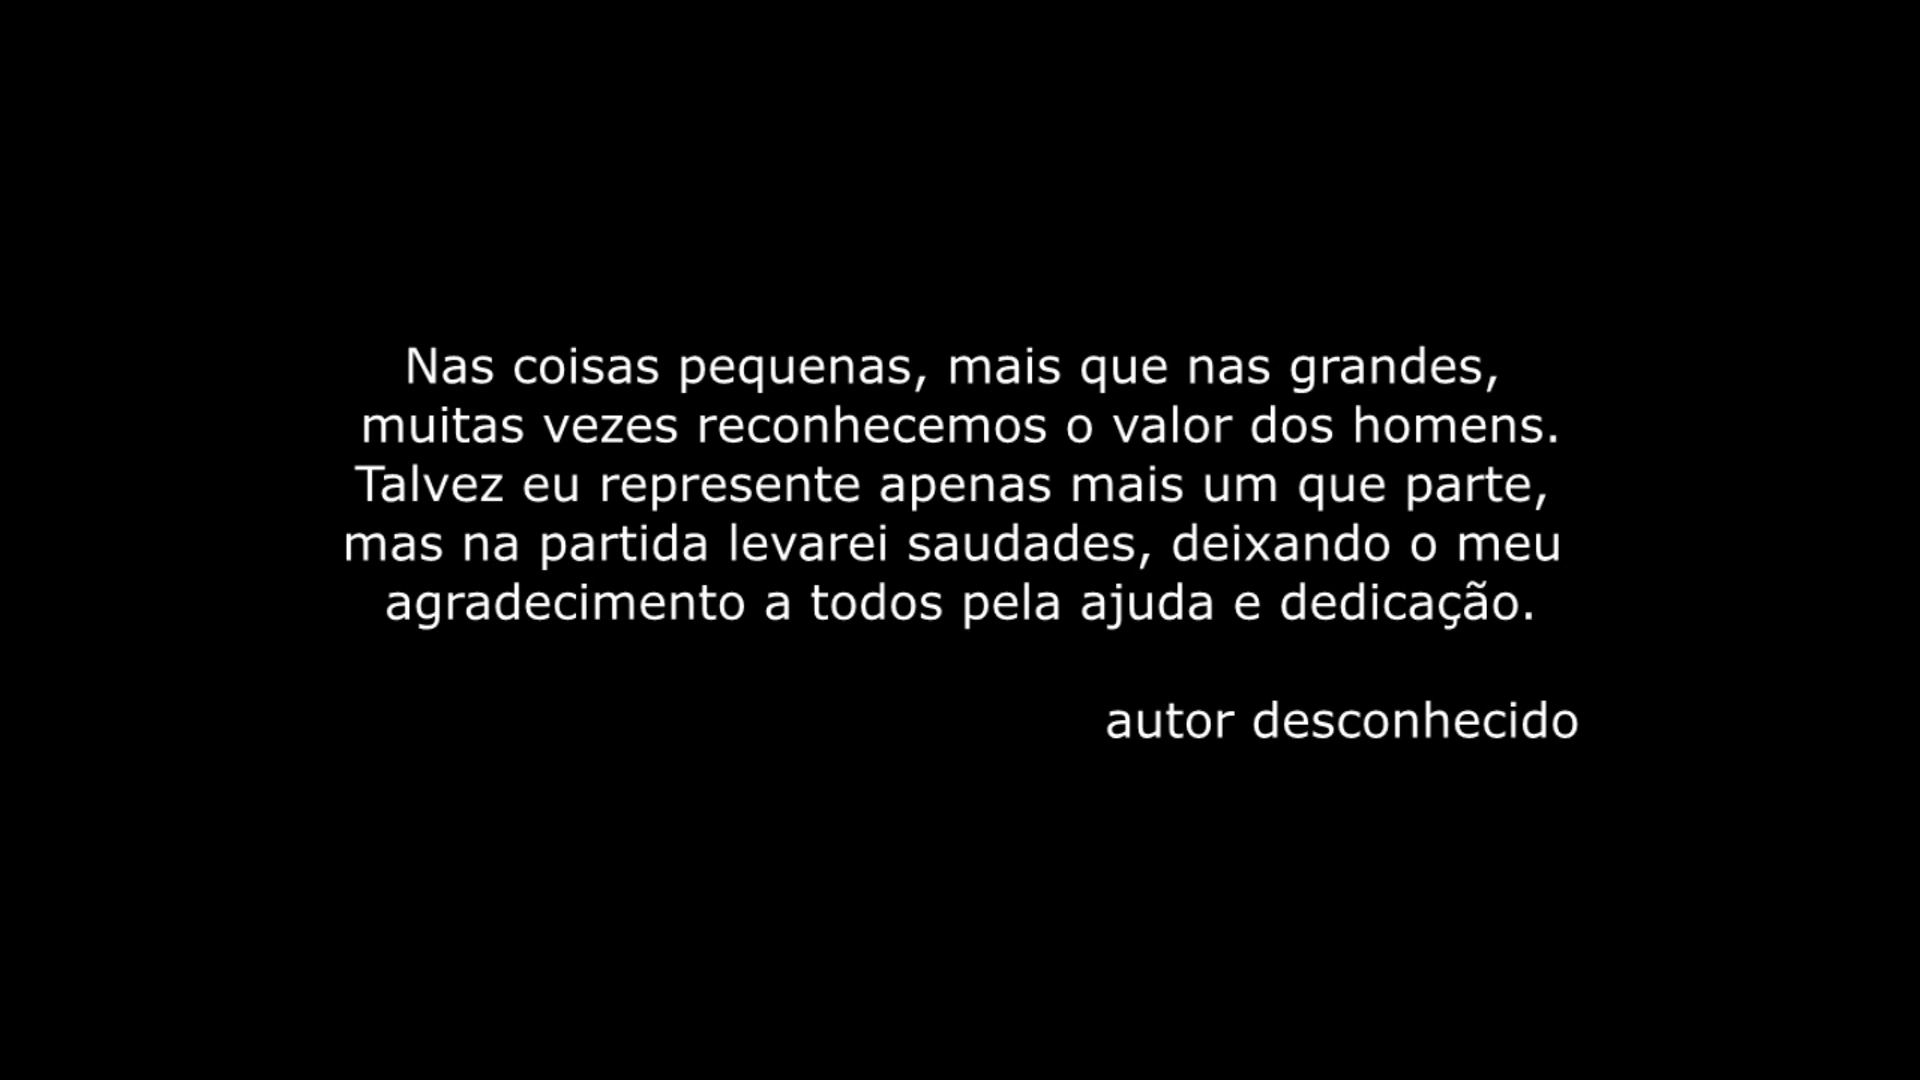 Nas coisas pequenas, mais que nas grandes,
muitas vezes reconhecemos o valor dos homens.
Talvez eu represente apenas mais um que parte,
mas na partida levarei saudades, deixando o meu
agradecimento a todos pela ajuda e dedicação.
autor desconhecido